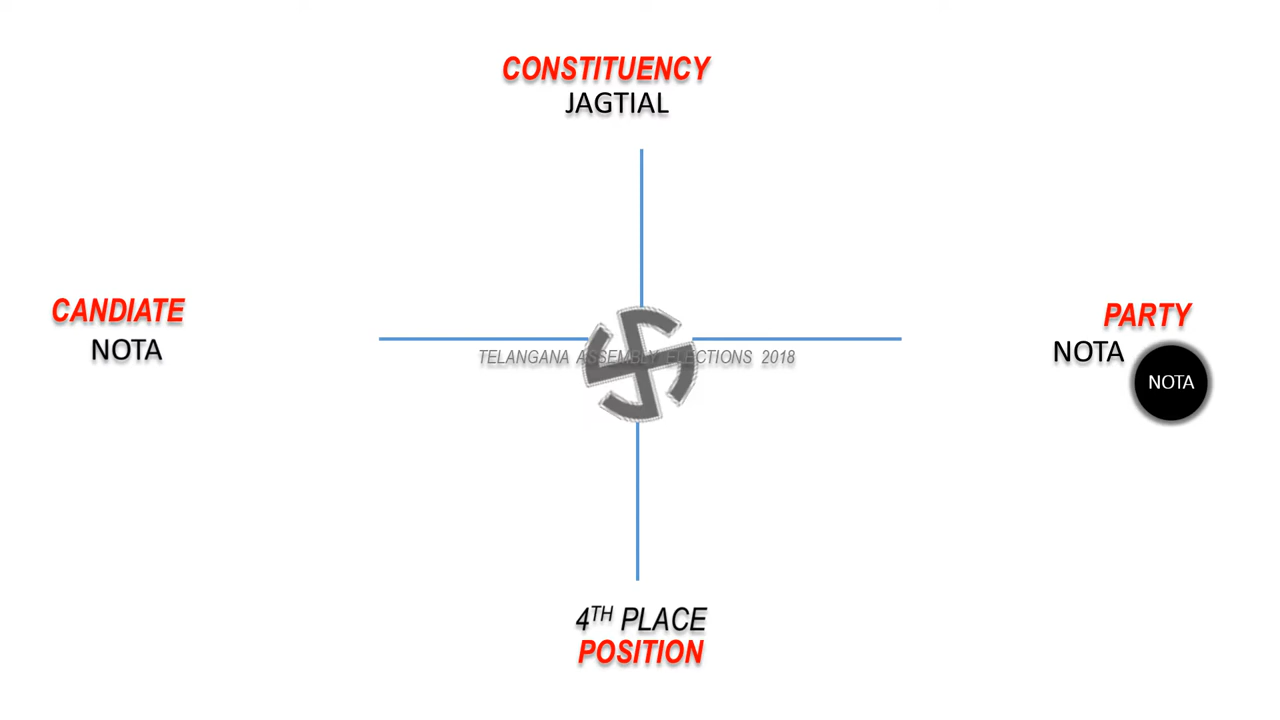 CONSTITUENCY
JAGTIAL
CANDIATE
NOTA
PARTY
NOTA
NOTA
TELANGANA ASSEMBLY ELECTIONS 2018
4TH PLACE
POSITION